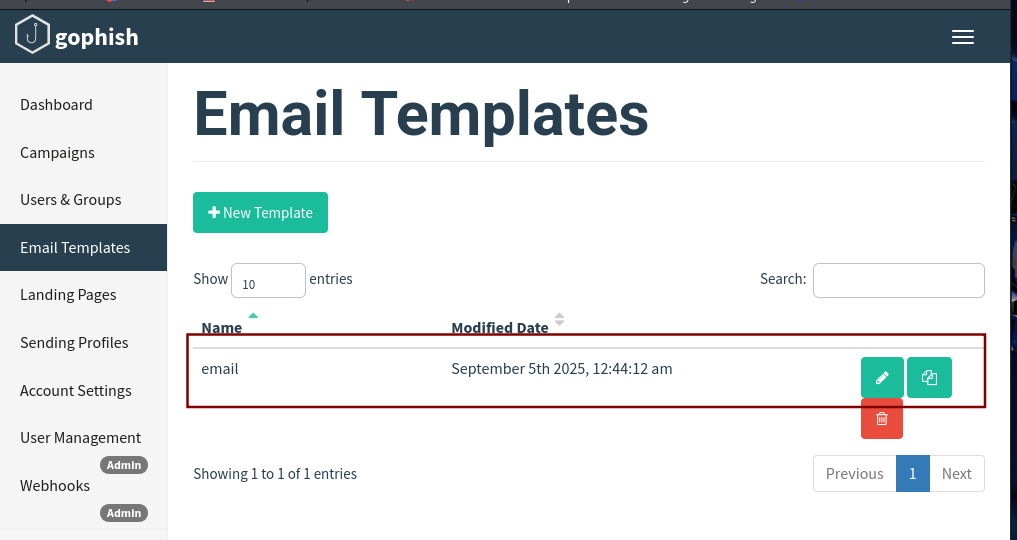 gophish
Dashboard
Campaigns
Users & Groups
Email Templates
Landing Pages
Sending Profiles
Account Settings
User Management
Admin
Webhooks
Admin
Email Templates
New Template
Show 10 entries
Search:
Name Modified Date
email September 5th 2025, 12:44:12 am
Showing 1 to 1 of 1 entries
Previous 1 Next